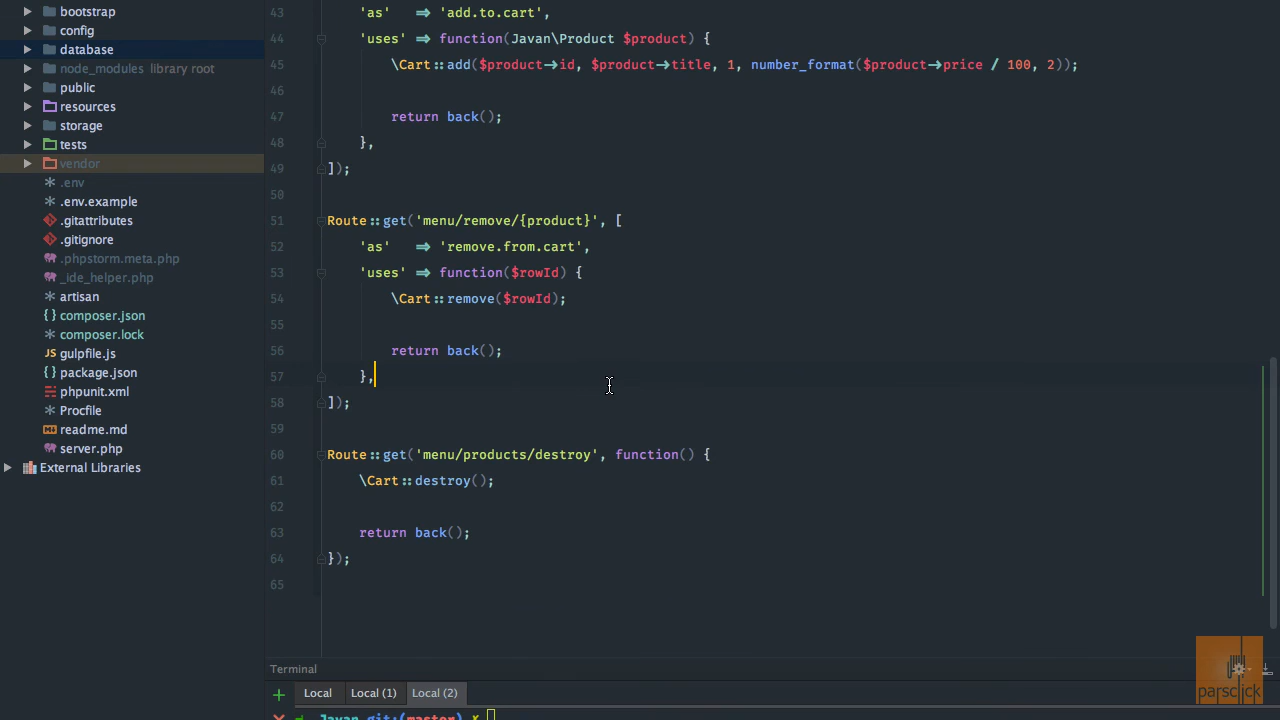 bootstrap
config
database
node_modules library root
public
resources
storage
tests
vendor
.env
.env.example
.gitattributes
.gitignore
.phpstorm.meta.php
_ide_helper.php
artisan
composer.json
composer.lock
gulpfile.js
package.json
phpunit.xml
Procfile
readme.md
server.php
External Libraries
43 'as' => 'add.to.cart',
44 'uses' => function(Javan\Product $product) {
45 \Cart::add($product->id, $product->title, 1, number_format($product->price / 100, 2));
46
47 return back();
48 },
49 ]);
50
51 Route::get('menu/remove/{product}', [
52 'as' => 'remove.from.cart',
53 'uses' => function($rowId) {
54 \Cart::remove($rowId);
55
56 return back();
57 },
58 ]);
59
60 Route::get('menu/products/destroy', function() {
61 \Cart::destroy();
62
63 return back();
64 });
65
Terminal
Local Local (1) Local (2)
Javan git:(master) ✗
parsclick